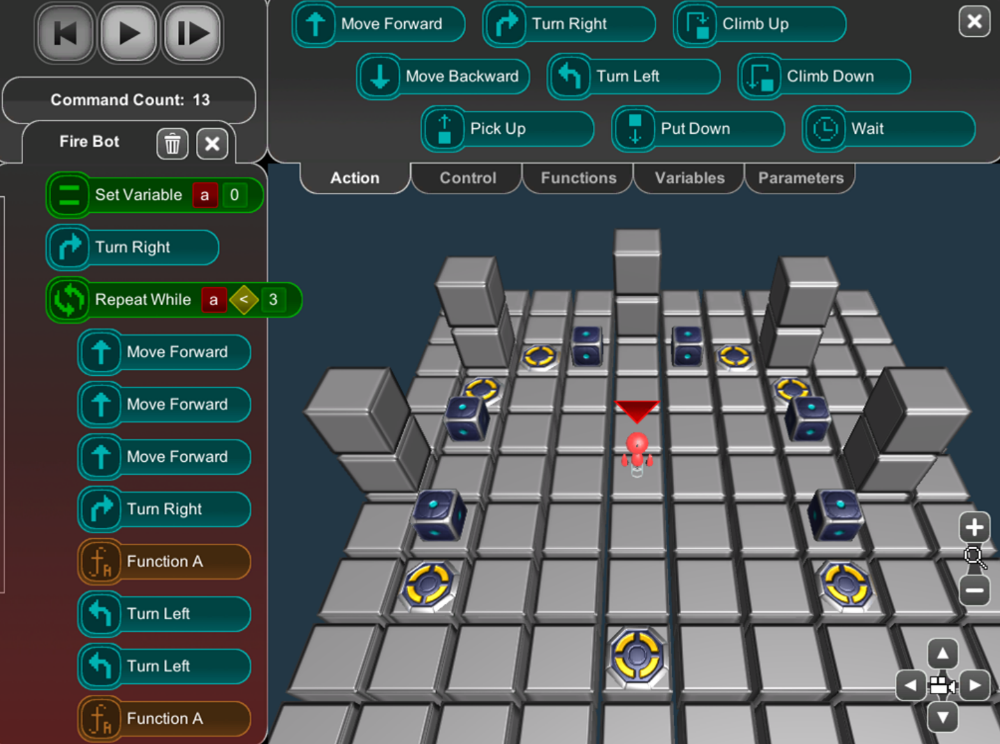 Move Forward
Turn Right
Climb Up
Move Backward
Turn Left
Climb Down
Pick Up
Put Down
Wait
Action
Control
Functions
Variables
Parameters
Command Count: 13
Fire Bot
Set Variable a 0
Turn Right
Repeat While a < 3
Move Forward
Move Forward
Move Forward
Turn Right
Function A
Turn Left
Turn Left
Function A